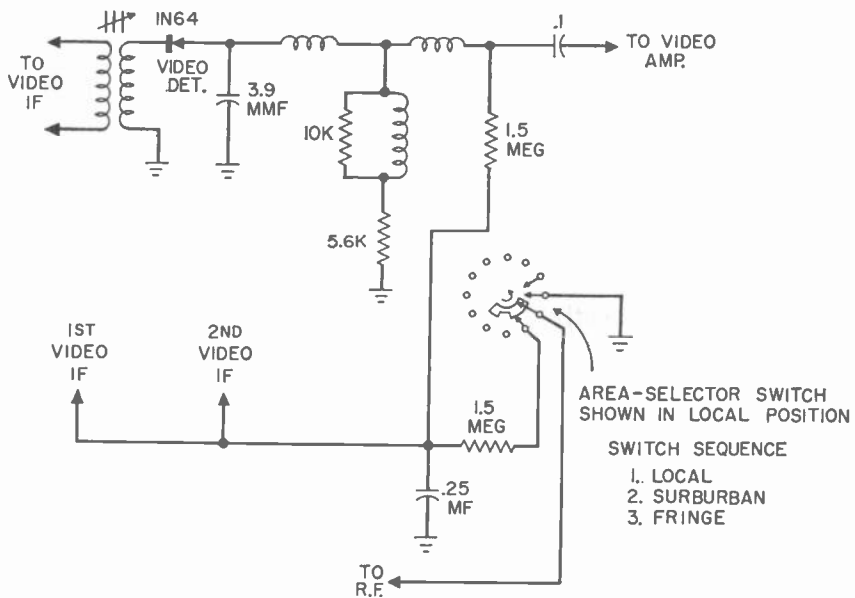 IN64
.1
TO
VIDEO
IF
VIDEO
DET.
3.9
MMF
TO VIDEO
AMP.
10K
1.5
MEG
5.6K
1ST
VIDEO
IF
2ND
VIDEO
IF
1.5
MEG
AREA-SELECTOR SWITCH
SHOWN IN LOCAL POSITION
SWITCH SEQUENCE
1. LOCAL
2. SURBURBAN
3. FRINGE
.25
MF
TO
R.F.